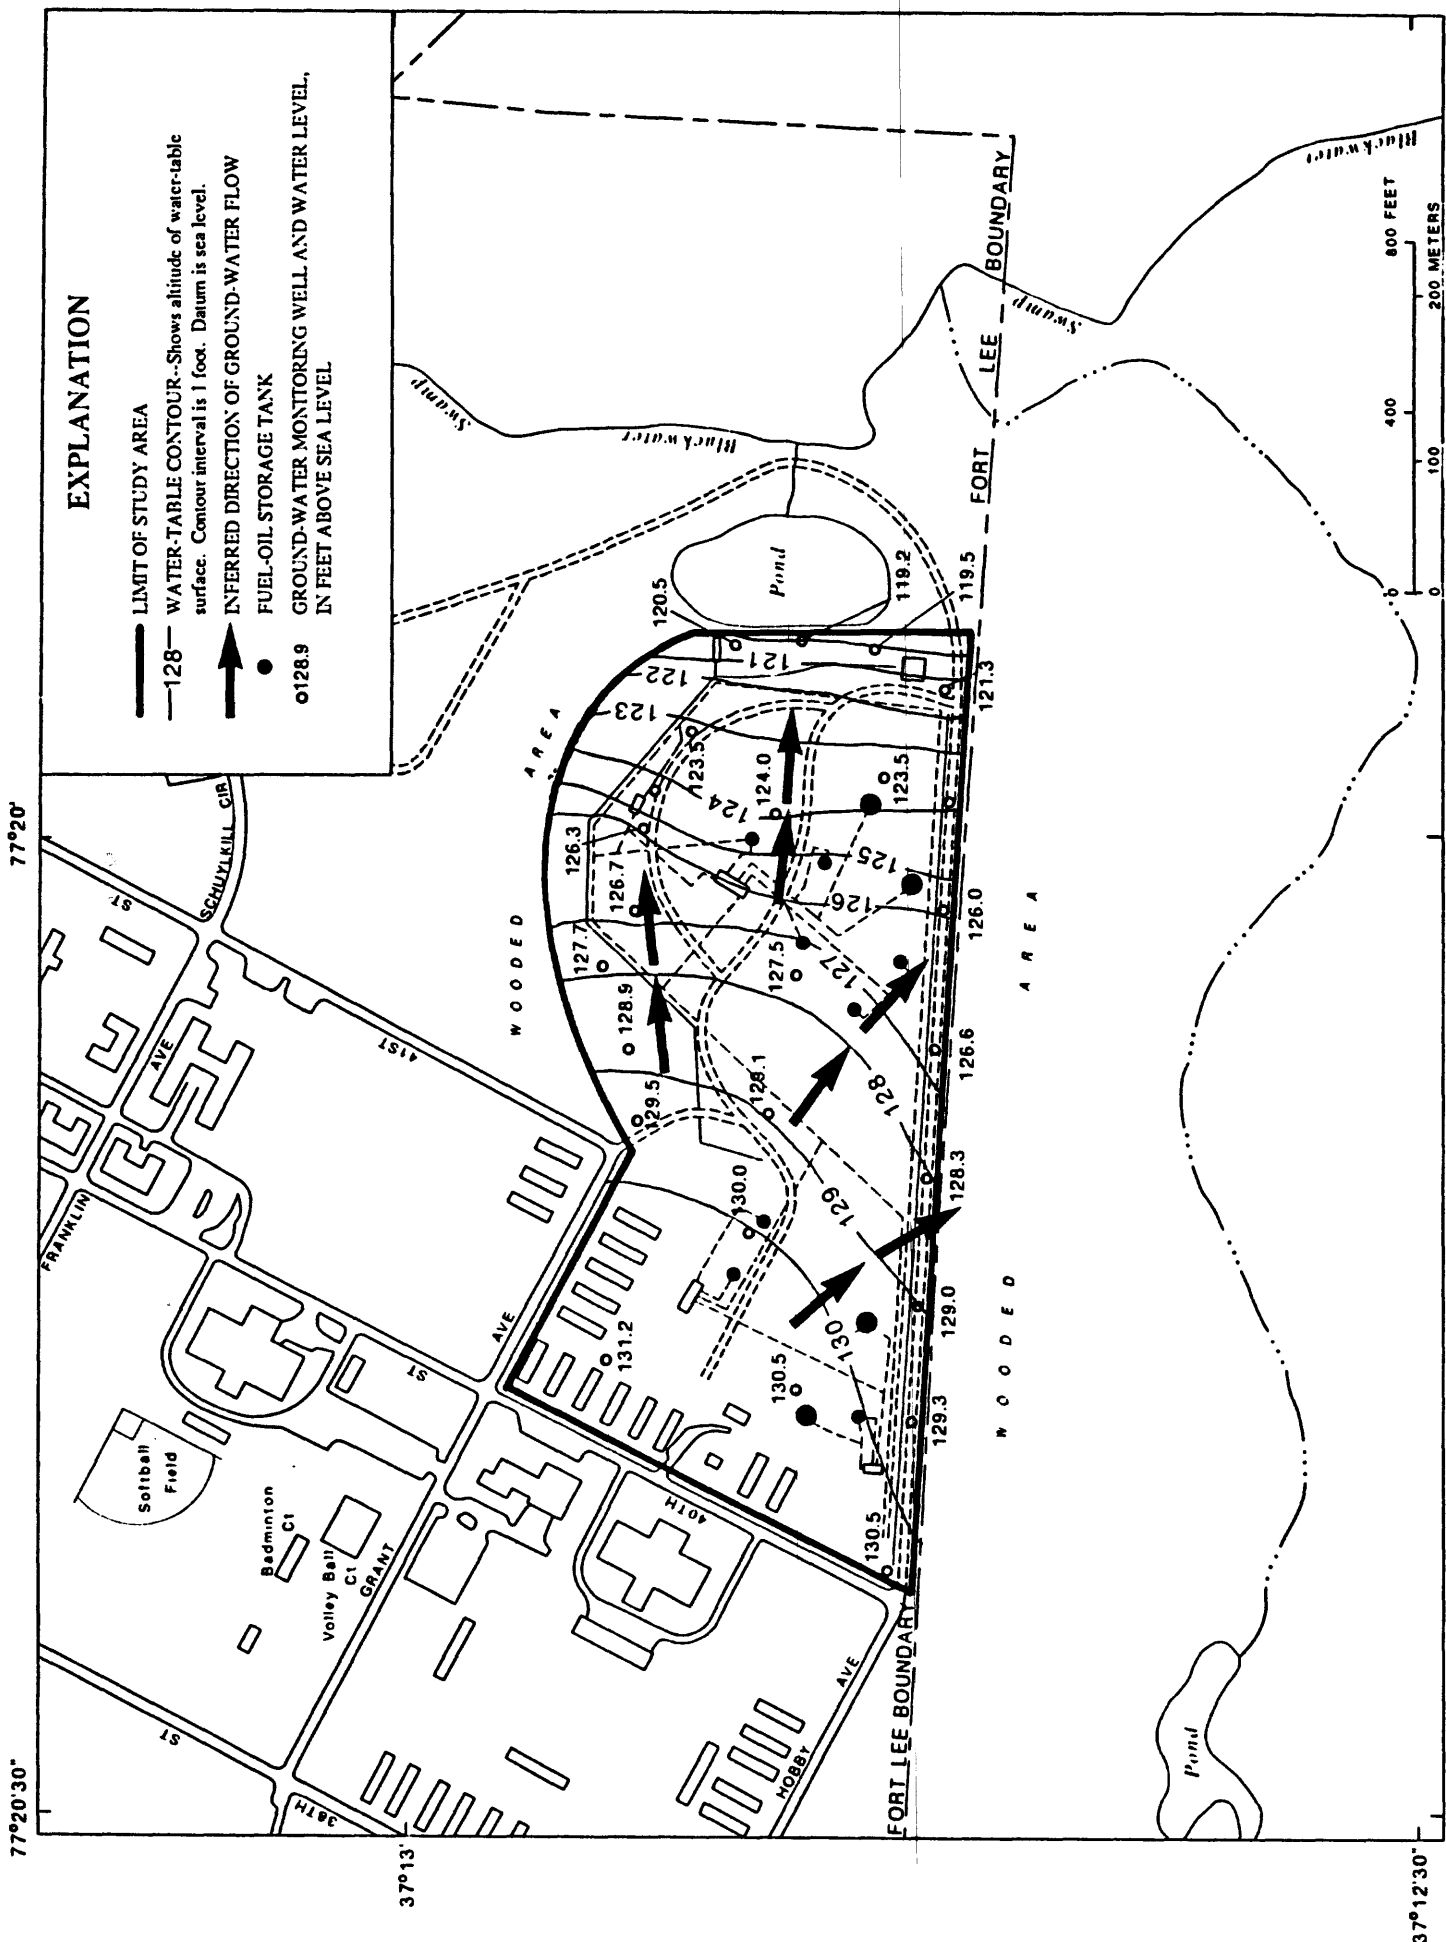 EXPLANATION
LIMIT OF STUDY AREA
—128— WATER-TABLE CONTOUR--Shows altitude of water-table
surface. Contour interval is 1 foot. Datum is sea level.
INFERRED DIRECTION OF GROUND-WATER FLOW
FUEL-OIL STORAGE TANK
128.9 GROUND-WATER MONITORING WELL AND WATER LEVEL,
IN FEET ABOVE SEA LEVEL
77°20'30"
77°20'
37°13'
37°12'30"
SCHUYLKILL CIR
ST
AVE
FRANKLIN
41ST
AVE
ST
Softball
Field
Badminton
Ct
Volley Ball
Ct
GRANT
40TH
ST
38TH
HOBBY
AVE
WOODED
AREA
WOODED
AREA
FORT LEE BOUNDARY
FORT LEE BOUNDARY
Pond
Pond
Blackwater
Swamp
Blackwater
Swamp
131.2
130.5
130.5
130.0
130
129.3
129.0
129
128.3
128.1
128
129.5
128.9
127.7
127.5
127
126.7
126.3
126.6
126.0
126
125
124.0
124
123.5
123.5
123
122
121
121.3
120.5
119.2
119.5
0 400 800 FEET
0 100 200 METERS